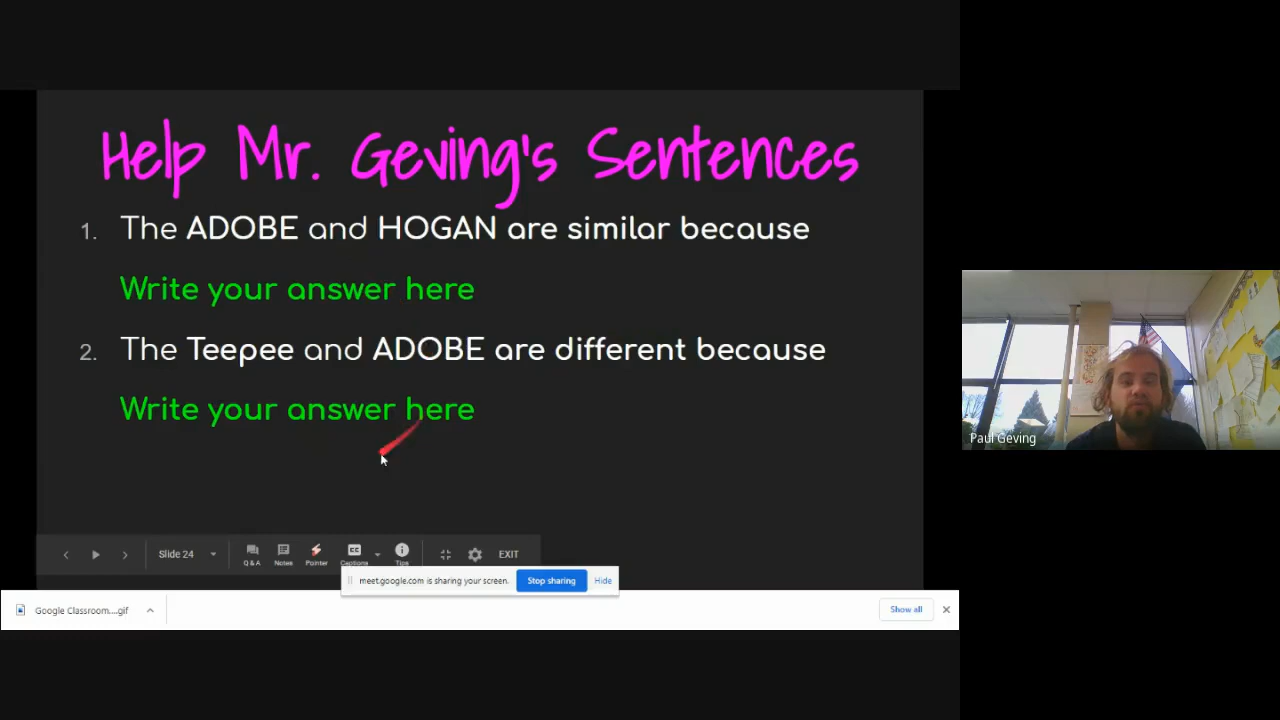 Help Mr. Geving's Sentences
1. The ADOBE and HOGAN are similar because
Write your answer here
2. The Teepee and ADOBE are different because
Write your answer here
Paul Geving
Slide 24
Q & A
Notes
Pointer
Captions
Tips
EXIT
meet.google.com is sharing your screen.
Stop sharing
Hide
Google Classroom....gif
Show all